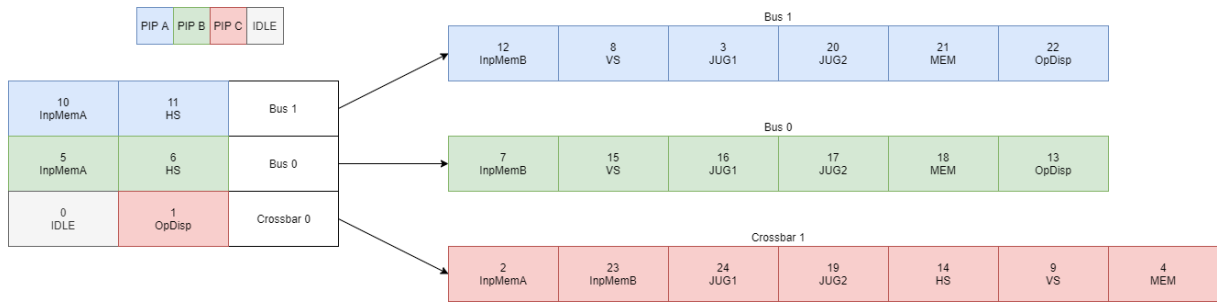 PIP A PIP B PIP C IDLE
Bus 1
12 8 3 20 21 22
InpMemB VS JUG1 JUG2 MEM OpDisp
10 11
InpMemA HS Bus 1
Bus 0
5 6
InpMemA HS Bus 0
7 15 16 17 18 13
InpMemB VS JUG1 JUG2 MEM OpDisp
0 1
IDLE OpDisp Crossbar 0
Crossbar 1
2 23 24 19 14 9 4
InpMemA InpMemB JUG1 JUG2 HS VS MEM